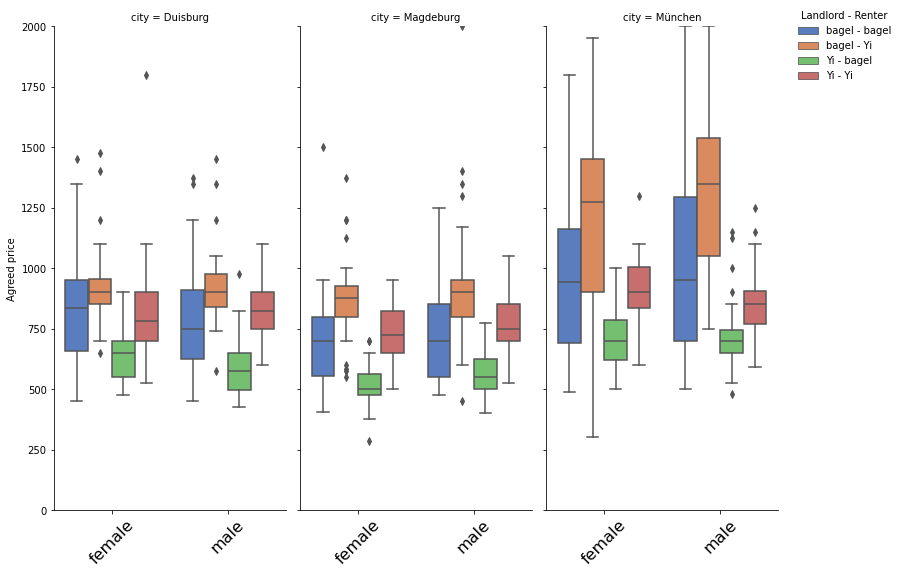 city = Duisburg
city = Magdeburg
city = München
Landlord - Renter
bagel - bagel
bagel - Yi
Yi - bagel
Yi - Yi
Agreed price
2000
1750
1500
1250
1000
750
500
250
0
female
male
female
male
female
male